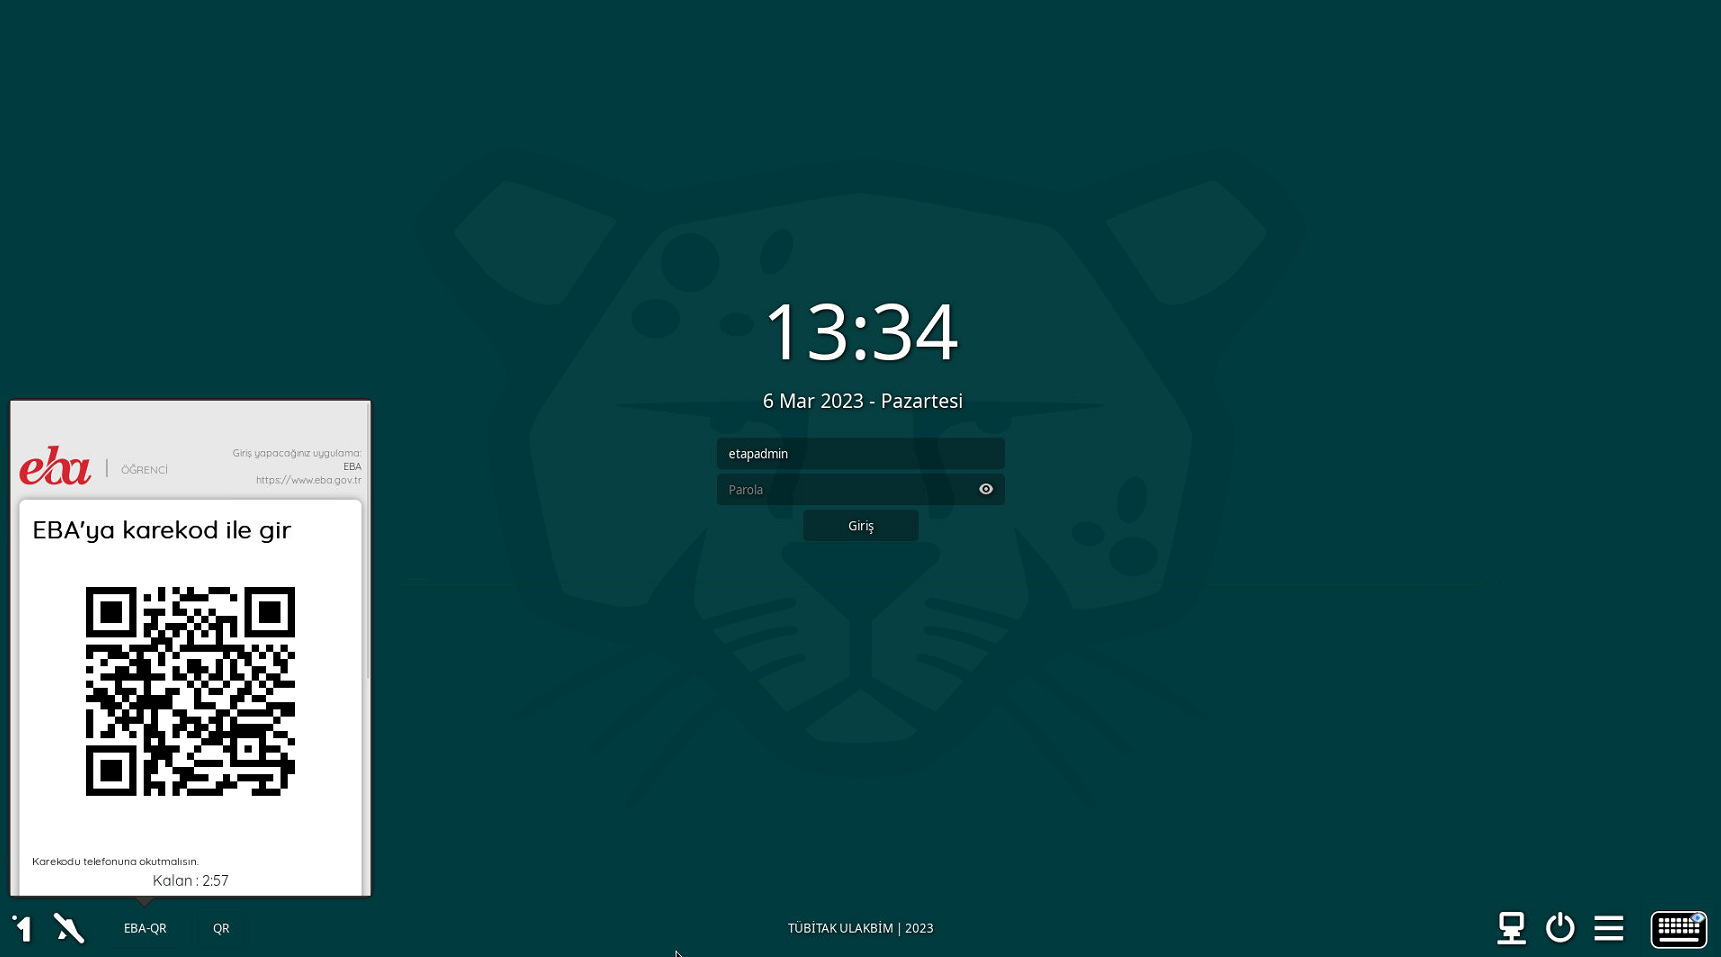 13:34
6 Mar 2023 - Pazartesi
etapadmin
Parola
Giriş
eba
ÖĞRENCİ
Giriş yapacağınız uygulama:
EBA
https://www.eba.gov.tr
EBA'ya karekod ile gir
Karekodu telefonuna okutmalısın.
Kalan : 2:57
EBA-QR
QR
TÜBİTAK ULAKBİM | 2023